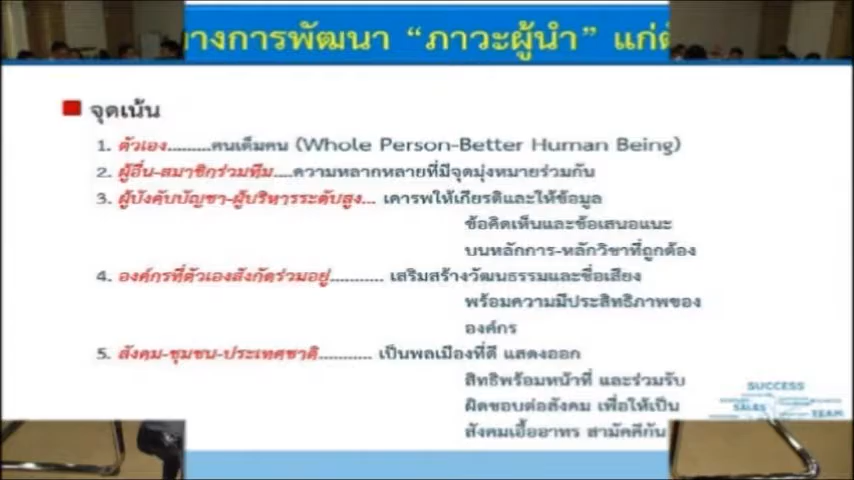 ทางการพัฒนา “ภาวะผู้นำ” แก่
จุดเน้น
1. ตัวเอง.........คนเต็มคน (Whole Person-Better Human Being)
2. ผู้อื่น-สมาชิกร่วมทีม....ความหลากหลายที่มีจุดมุ่งหมายร่วมกัน
3. ผู้บังคับบัญชา-ผู้บริหารระดับสูง... เคารพให้เกียรติและให้ข้อมูล
ข้อคิดเห็นและข้อเสนอแนะ
บนหลักการ-หลักวิชาที่ถูกต้อง
4. องค์กรที่ตัวเองสังกัดร่วมอยู่........... เสริมสร้างวัฒนธรรมและชื่อเสียง
พร้อมความมีประสิทธิภาพของ
องค์กร
5. สังคม-ชุมชน-ประเทศชาติ........... เป็นพลเมืองที่ดี แสดงออก
สิทธิพร้อมหน้าที่ และร่วมรับ
ผิดชอบต่อสังคม เพื่อให้เป็น
สังคมเอื้ออาทร สามัคคีกัน
SUCCESS
SALES
TEAM